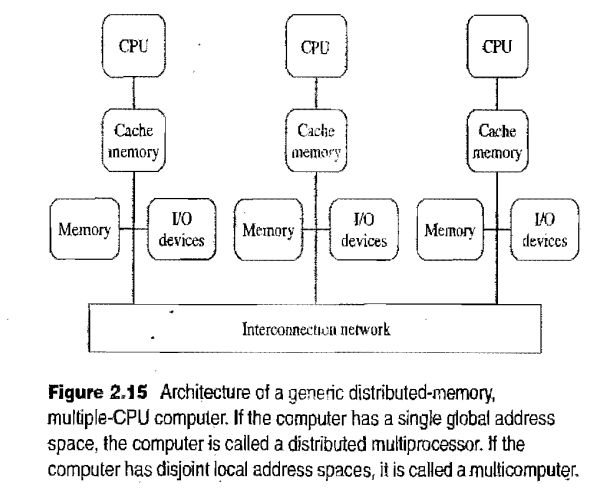 CPU CPU CPU
Cache Cache Cache
memory memory memory
Memory I/O devices Memory I/O devices Memory I/O devices
Interconnection network
Figure 2.15 Architecture of a generic distributed-memory,
multiple-CPU computer. If the computer has a single global address
space, the computer is called a distributed multiprocessor. If the
computer has disjoint local address spaces, it is called a multicomputer.